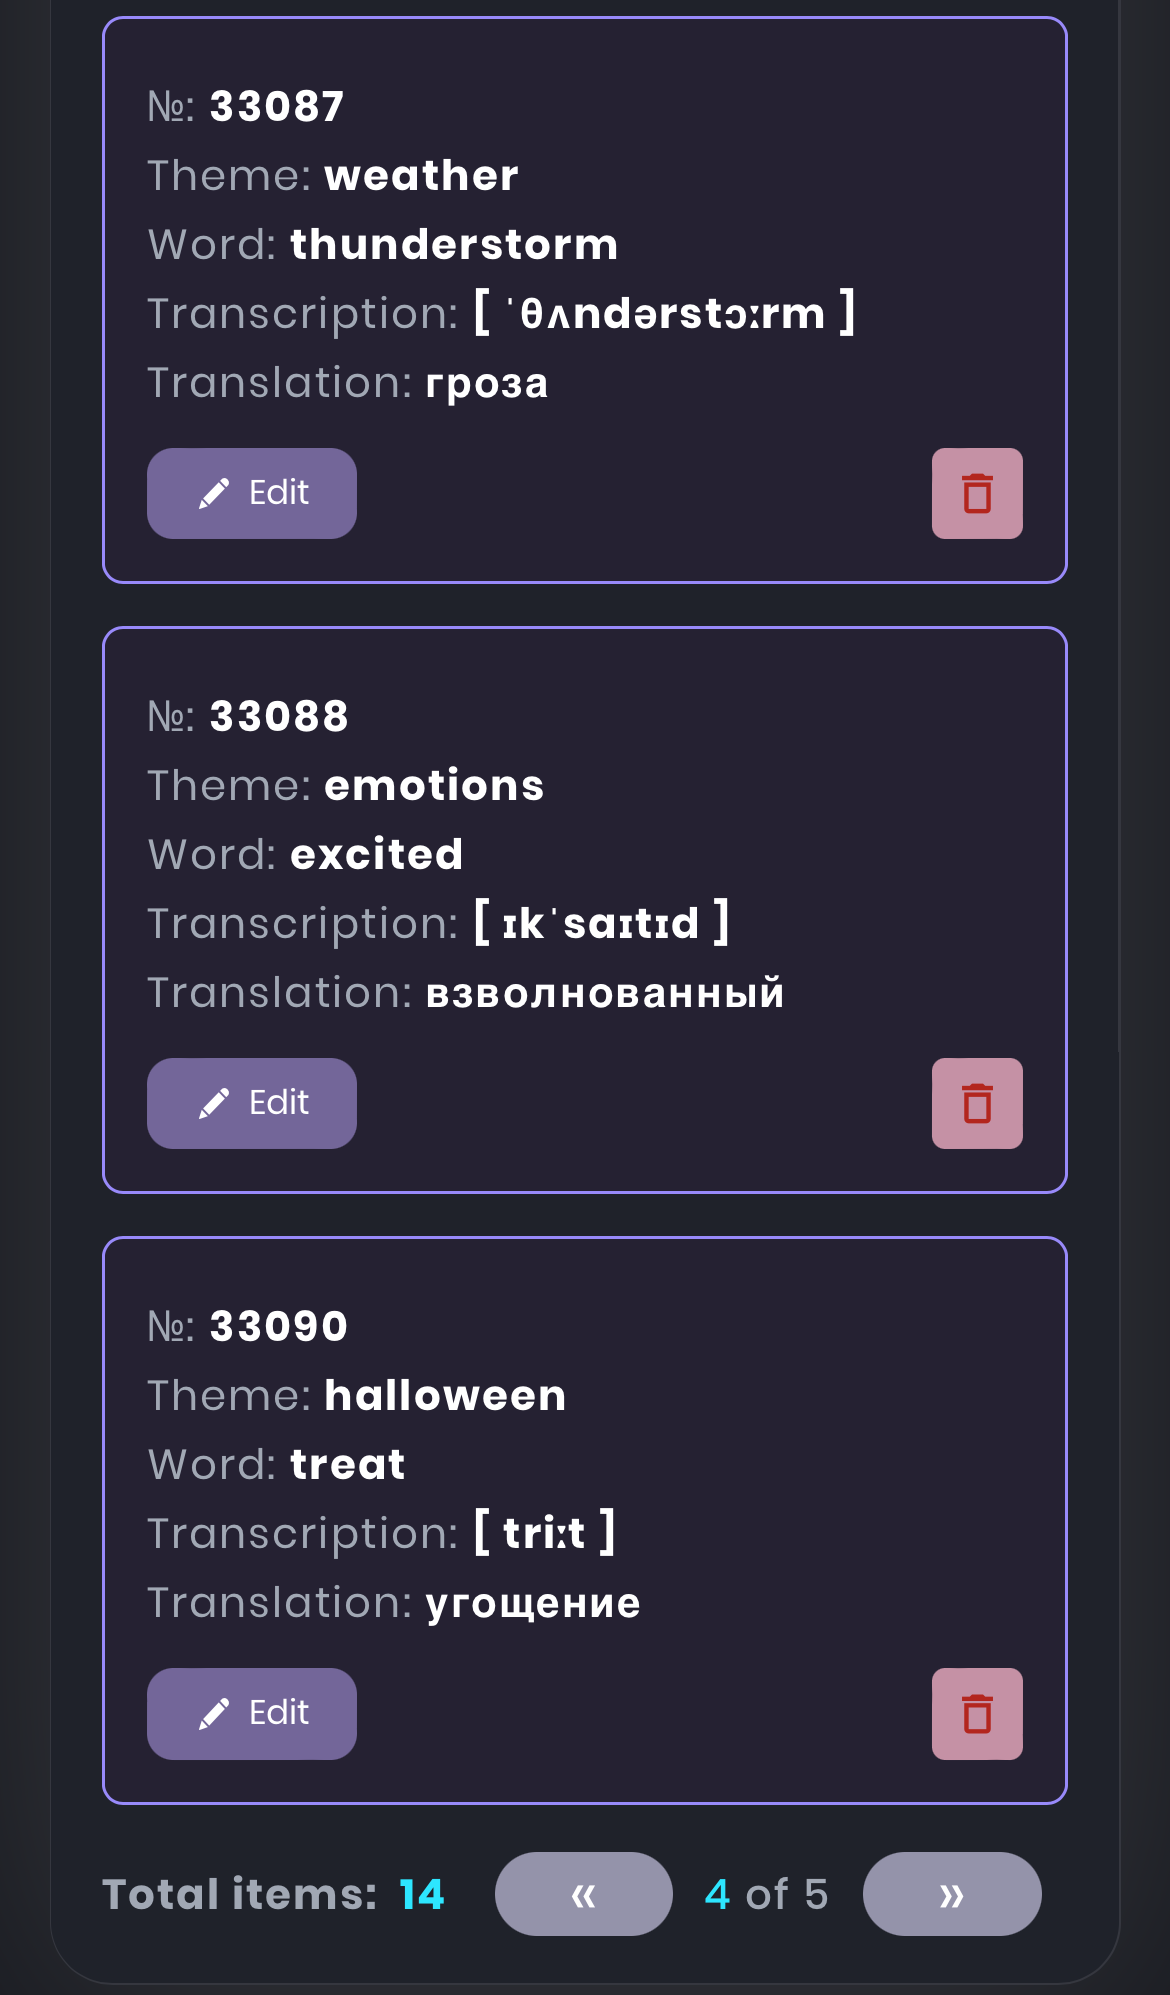 №: 33087
Theme: weather
Word: thunderstorm
Transcription: [ ˈθʌndərstɔːrm ]
Translation: гроза
Edit
№: 33088
Theme: emotions
Word: excited
Transcription: [ ɪkˈsaɪtɪd ]
Translation: взволнованный
Edit
№: 33090
Theme: halloween
Word: treat
Transcription: [ triːt ]
Translation: угощение
Edit
Total items: 14 « 4 of 5 »